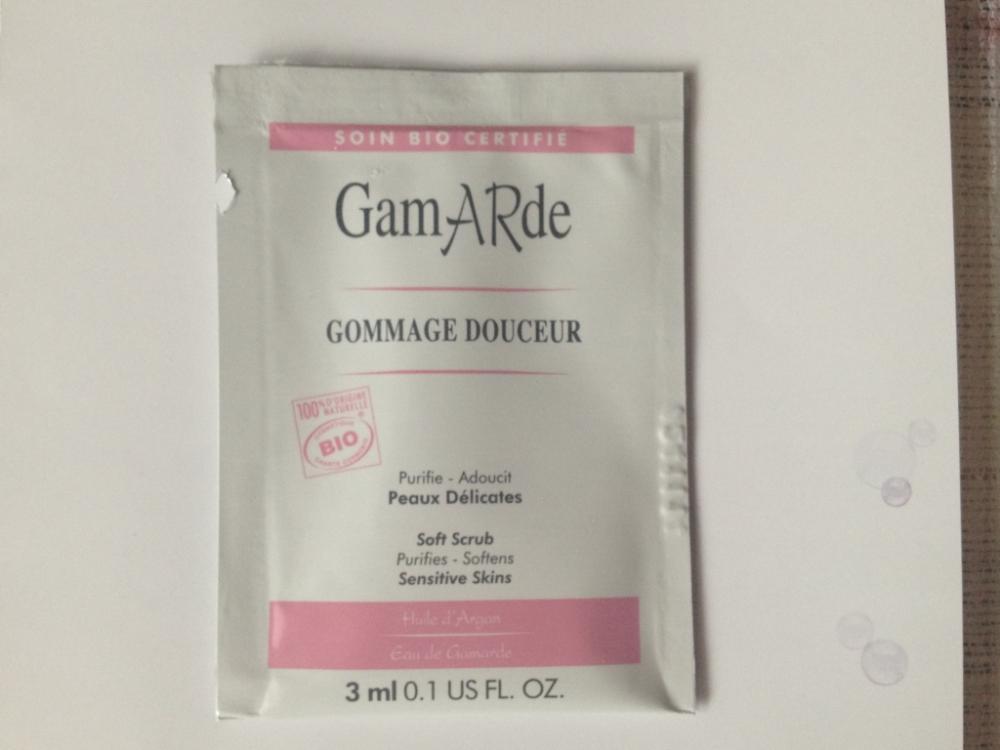 SOIN BIO CERTIFIÉ
GamARde
GOMMAGE DOUCEUR
100% D'ORIGINE
NATURELLE
®
COSMETIQUE
BIO
Purifie - Adoucit
Peaux Délicates
Soft Scrub
Purifies - Softens
Sensitive Skins
Huile d'Argan
Eau de Gamarde
3 ml 0.1 US FL. OZ.